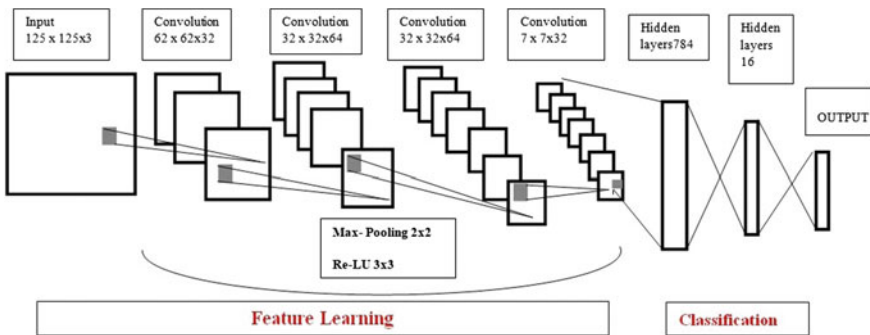 Input
125 x 125x3
Convolution
62 x 62x32
Convolution
32 x 32x64
Convolution
32 x 32x64
Convolution
7 x 7x32
Hidden
layers784
Hidden
layers
16
OUTPUT
Max- Pooling 2x2
Re-LU 3x3
Feature Learning
Classification